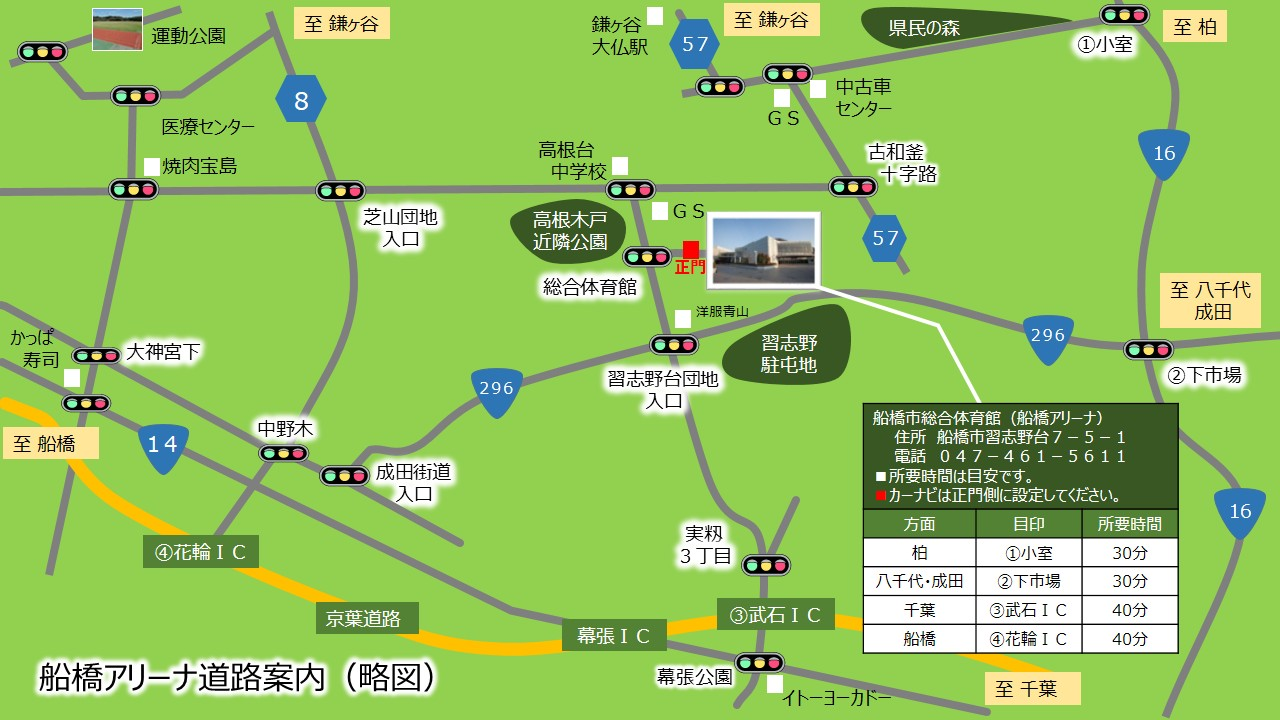 至 鎌ヶ谷
運動公園
8
医療センター
焼肉宝島
芝山団地
入口
鎌ヶ谷
大仏駅
57
至 鎌ヶ谷
県民の森
①小室
至 柏
ＧＳ
中古車
センター
16
高根台
中学校
古和釜
十字路
ＧＳ
高根木戸
近隣公園
正門
57
総合体育館
洋服青山
至 八千代
成田
かっぱ
寿司
大神宮下
習志野
駐屯地
296
②下市場
習志野台団地
入口
296
至 船橋
14
中野木
成田街道
入口
船橋市総合体育館（船橋アリーナ）
住所 船橋市習志野台７－５－１
電話 ０４７－４６１－５６１１
■所要時間は目安です。
■カーナビは正門側に設定してください。
方面 目印 所要時間
柏 ①小室 30分
八千代・成田 ②下市場 30分
千葉 ③武石ＩＣ 40分
船橋 ④花輪ＩＣ 40分
16
実籾
３丁目
④花輪ＩＣ
京葉道路
幕張ＩＣ
③武石ＩＣ
幕張公園
イトーヨーカドー
至 千葉
船橋アリーナ道路案内（略図）